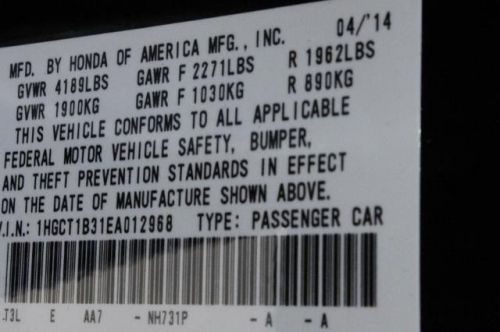 MFD. BY HONDA OF AMERICA MFG., INC. 04/'14
GVWR 4189LBS GAWR F 2271LBS R 1962LBS
GVWR 1900KG GAWR F 1030KG R 890KG
THIS VEHICLE CONFORMS TO ALL APPLICABLE
FEDERAL MOTOR VEHICLE SAFETY, BUMPER,
AND THEFT PREVENTION STANDARDS IN EFFECT
ON THE DATE OF MANUFACTURE SHOWN ABOVE.
.I.N: 1HGCT1B31EA012968 TYPE: PASSENGER CAR
T3L E AA7 - NH731P - A - A